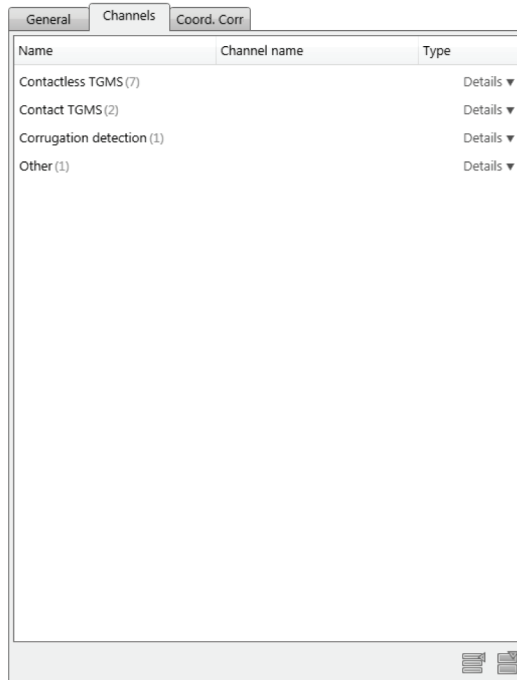 General Channels Coord. Corr
Name Channel name Type
Contactless TGMS (7) Details ▼
Contact TGMS (2) Details ▼
Corrugation detection (1) Details ▼
Other (1) Details ▼